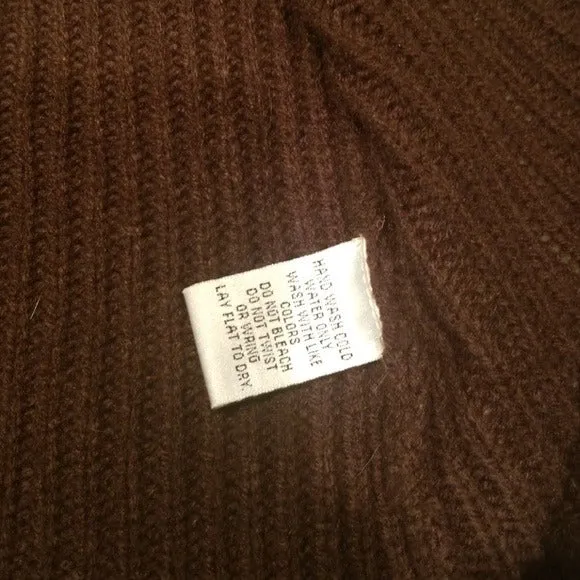 HAND WASH COLD
WATER ONLY
WASH WITH LIKE
COLORS
DO NOT BLEACH
DO NOT TWIST
OR WRING
LAY FLAT TO DRY.